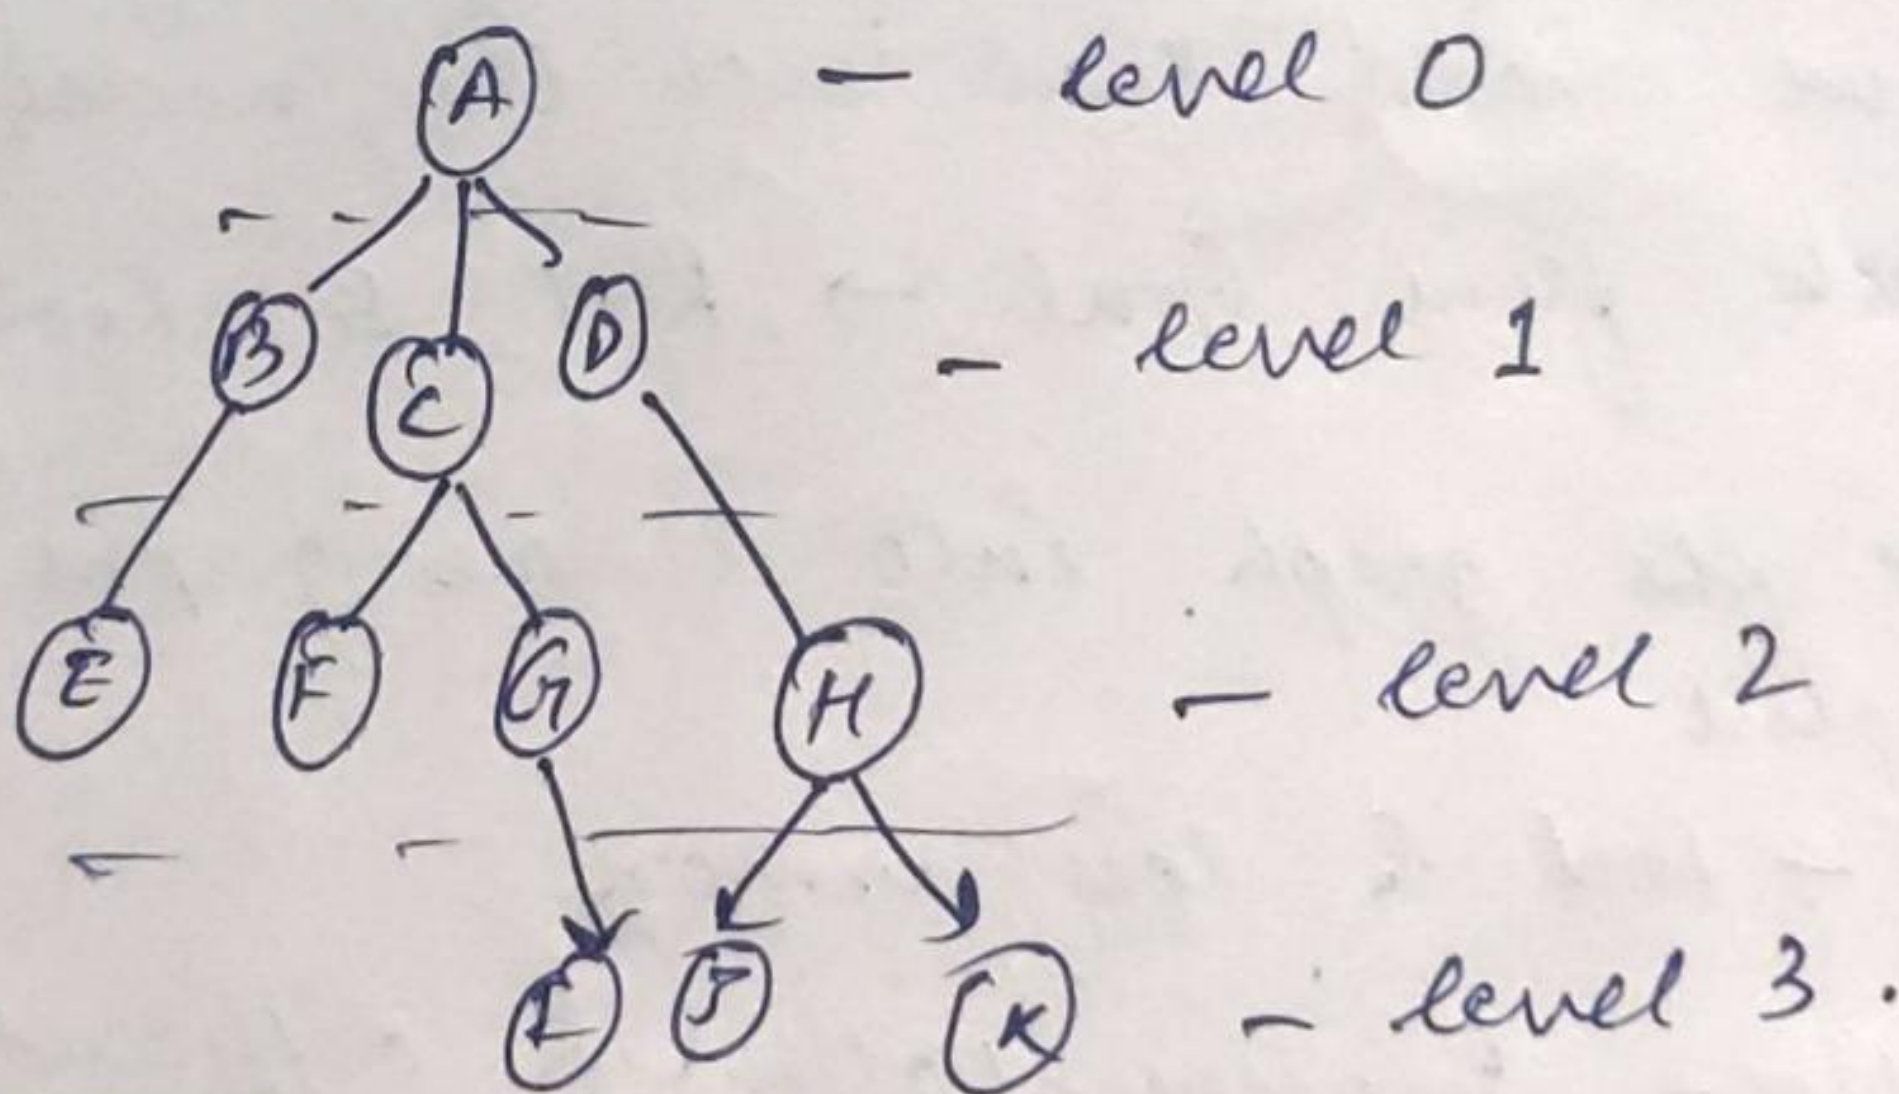 A - level 0
B C D - level 1
E F G H - level 2
I J K - level 3.